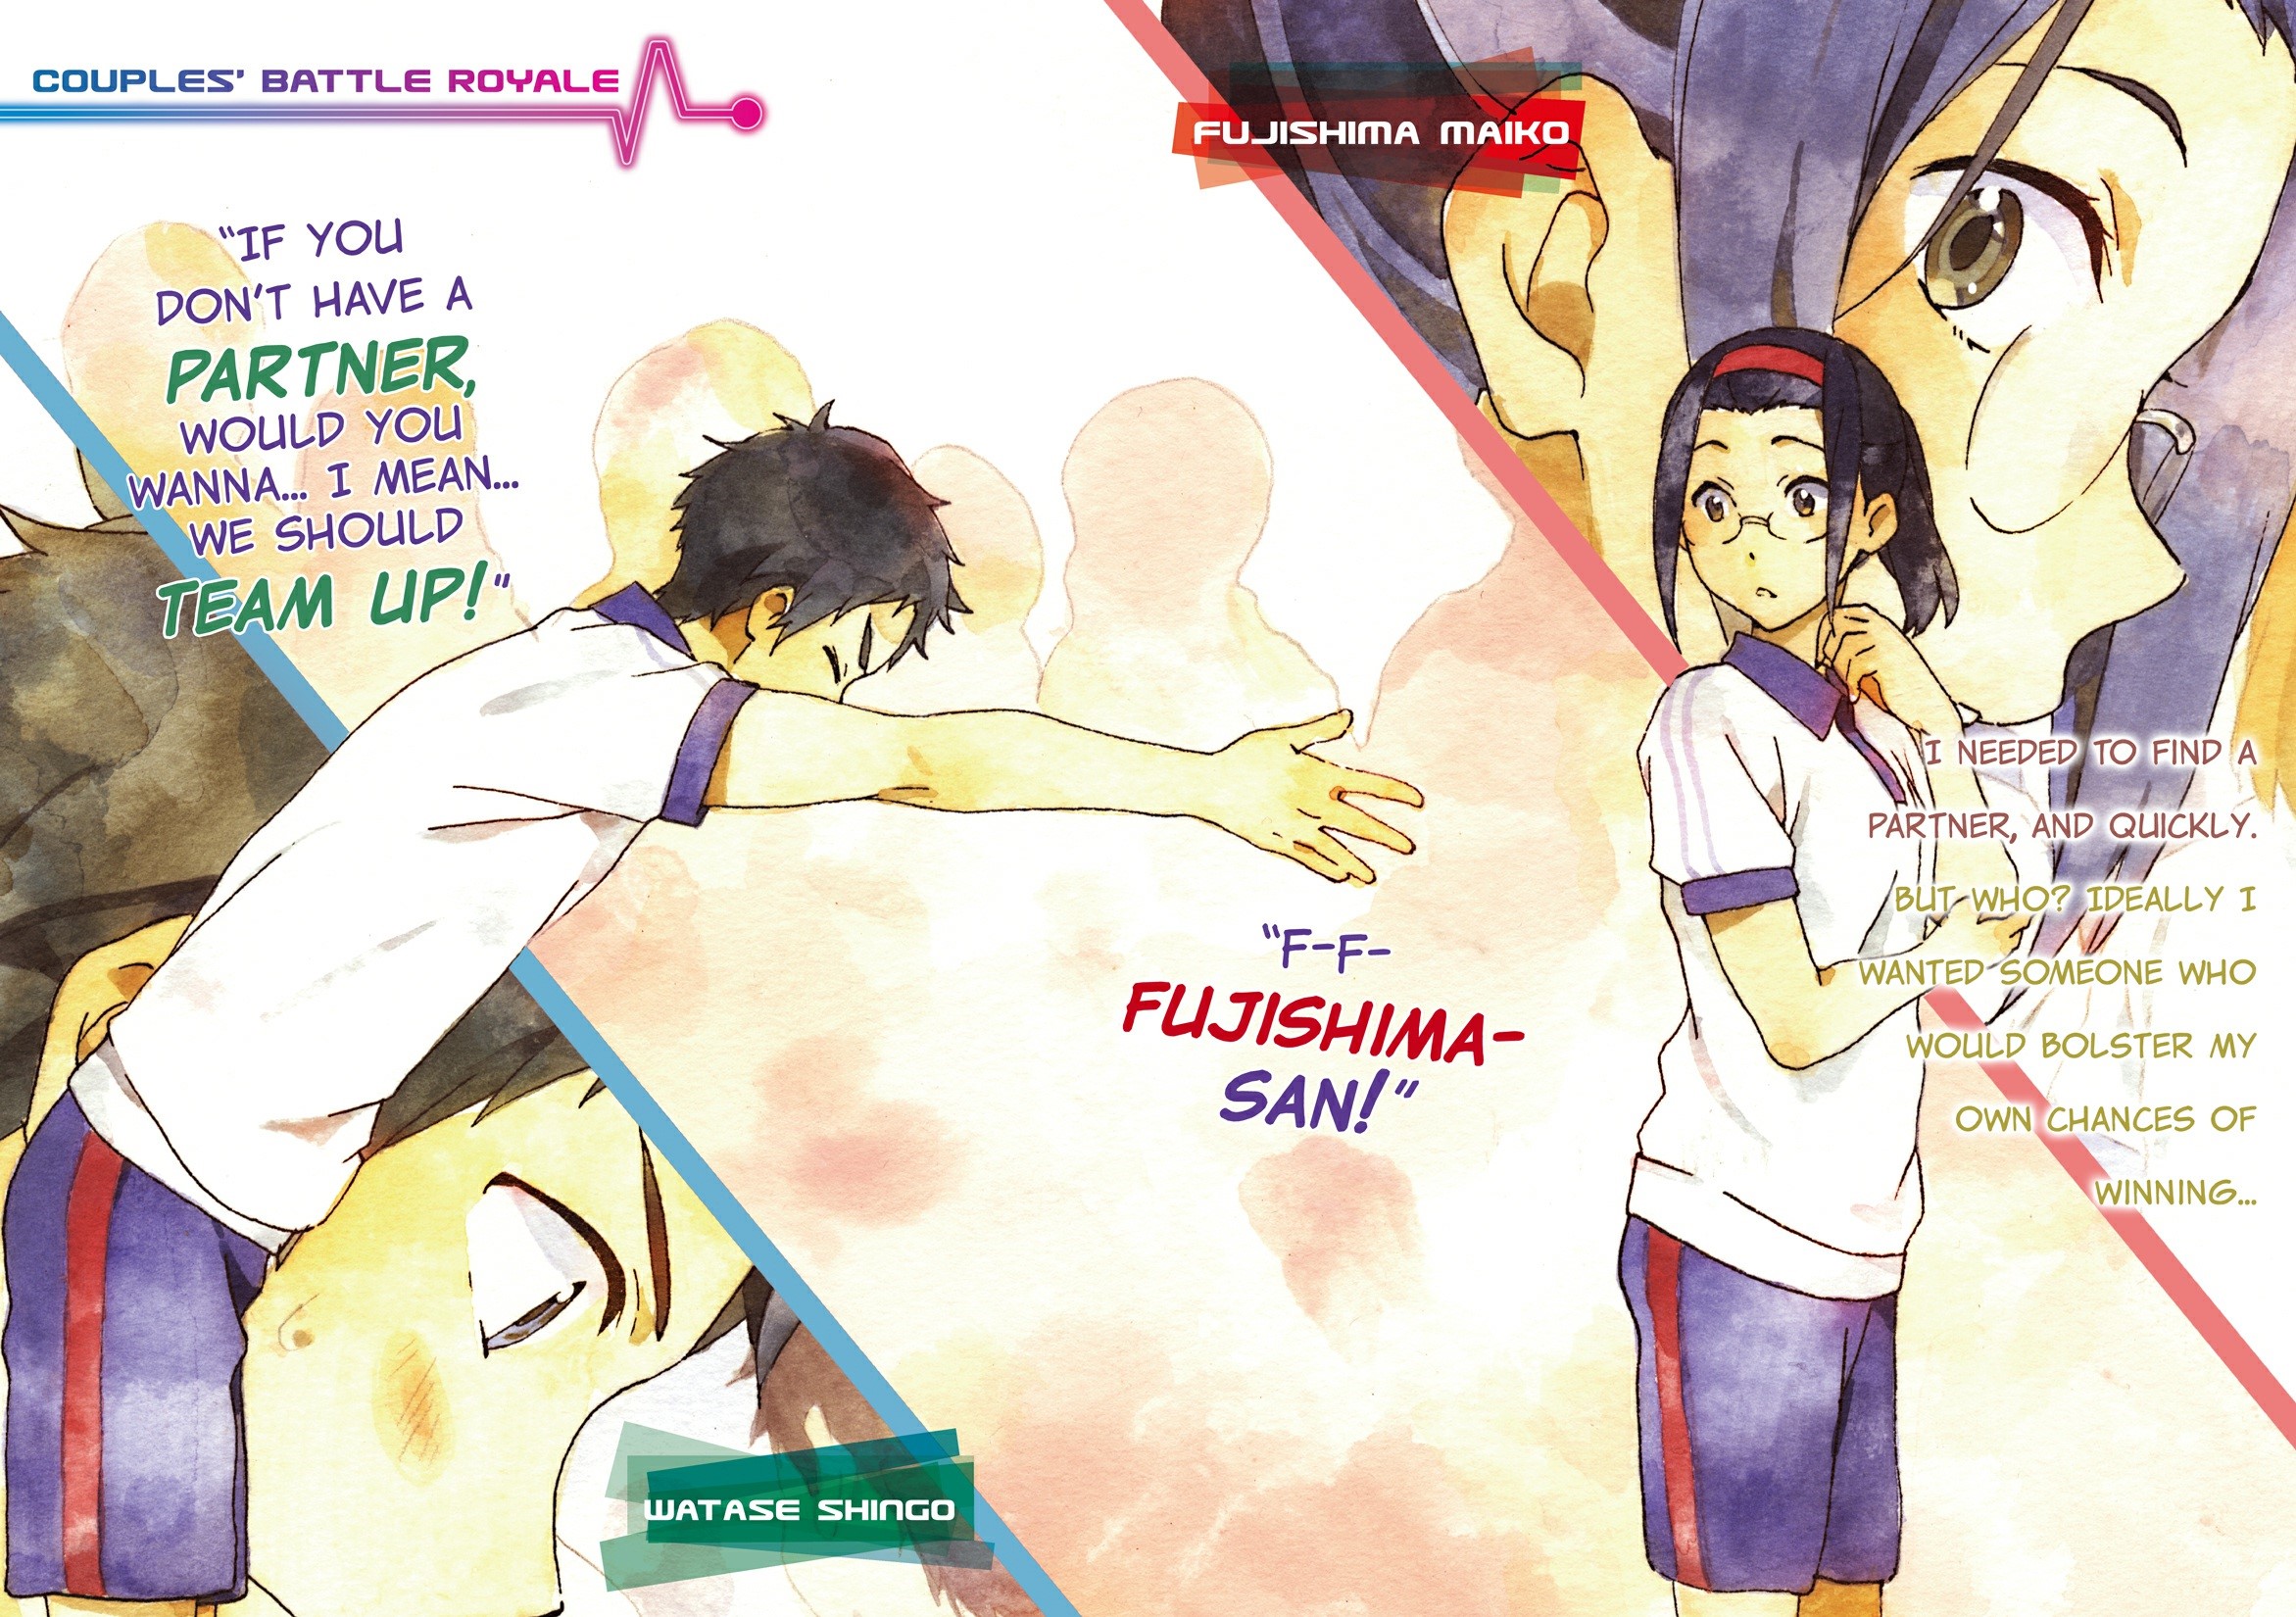 COUPLES' BATTLE ROYALE
FUJISHIMA MAIKO
"IF YOU
DON'T HAVE A
PARTNER,
WOULD YOU
WANNA... I MEAN...
WE SHOULD
TEAM UP!"
"F-F-
FUJISHIMA-
SAN!"
I NEEDED TO FIND A
PARTNER, AND QUICKLY.
BUT WHO? IDEALLY I
WANTED SOMEONE WHO
WOULD BOLSTER MY
OWN CHANCES OF
WINNING...
WATASE SHINGO